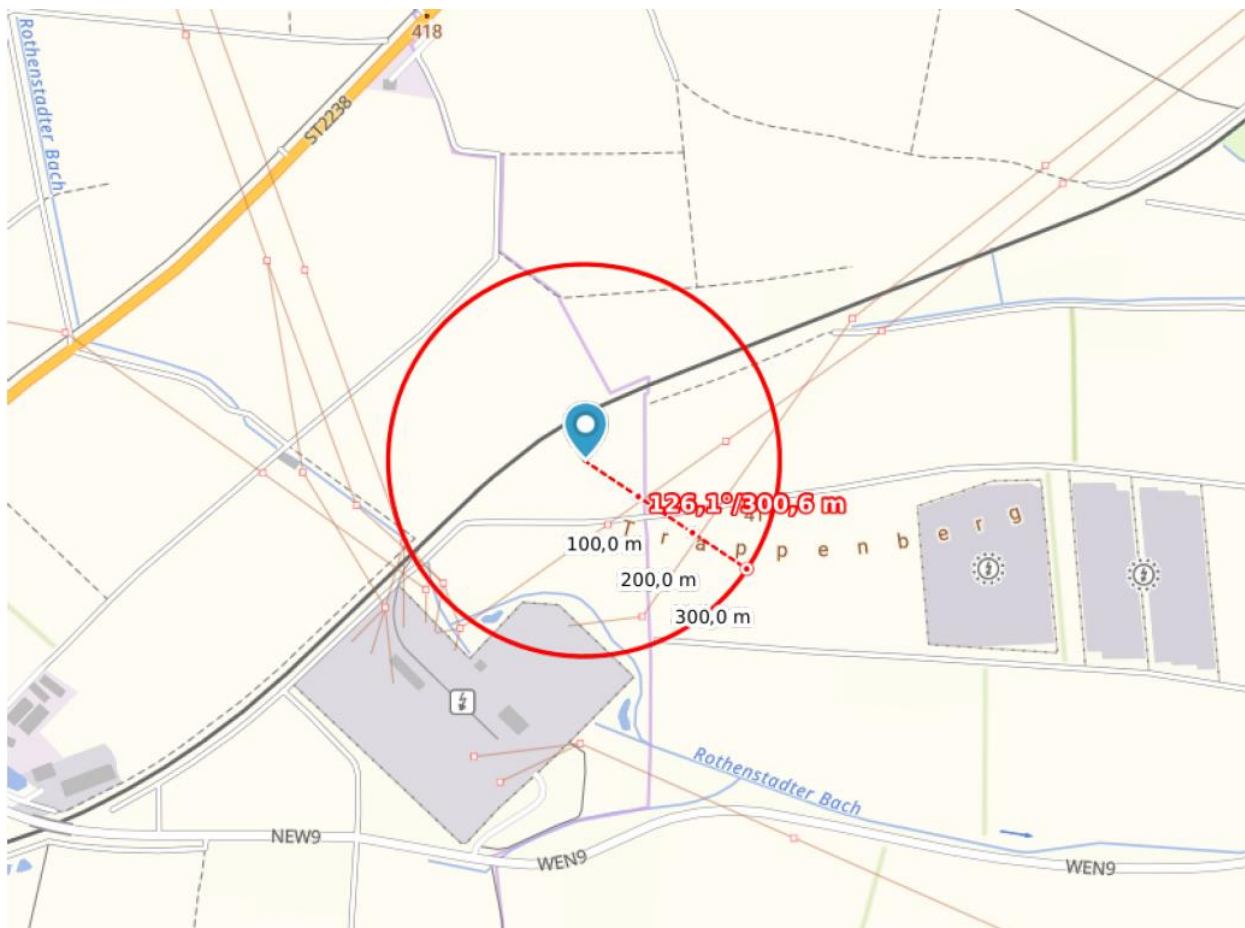 418
Rothenstadter Bach
ST2238
126,1°/300,6 m
41
Trappenberg
100,0 m
200,0 m
300,0 m
Rothenstadter Bach
NEW9
WEN9
WEN9